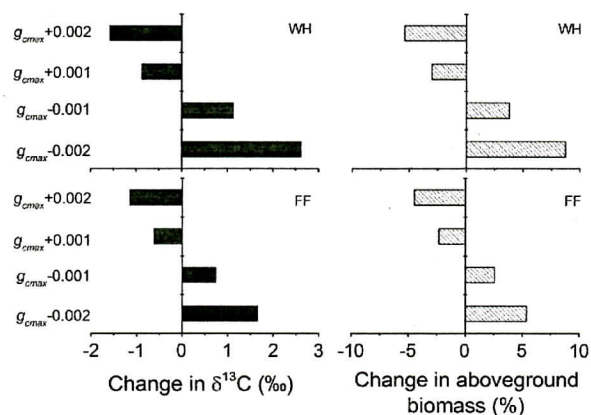 WH
WH
gcmax+0.002
gcmax+0.001
gcmax-0.001
gcmax-0.002
FF
FF
gcmax+0.002
gcmax+0.001
gcmax-0.001
gcmax-0.002
-2 -1 0 1 2 3
-10 -5 0 5 10
Change in δ¹³C (‰)
Change in aboveground
biomass (%)